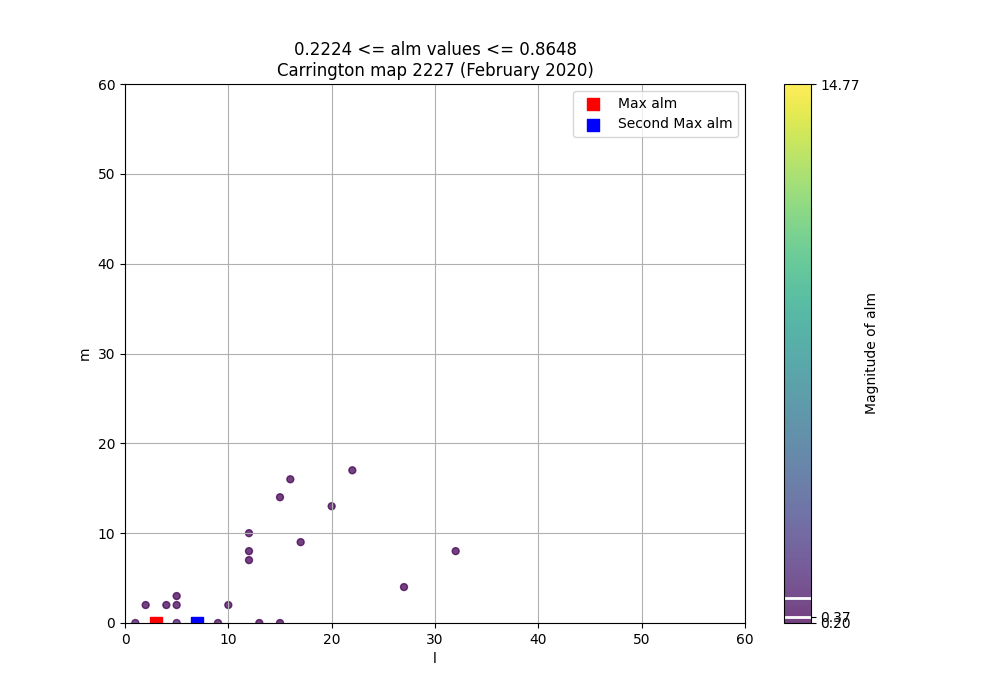 0.2224 <= alm values <= 0.8648
Carrington map 2227 (February 2020)
Max alm
Second Max alm
60
50
40
30
20
10
0
m
0 10 20 30 40 50 60
l
14.77
0.37
0.20
Magnitude of alm